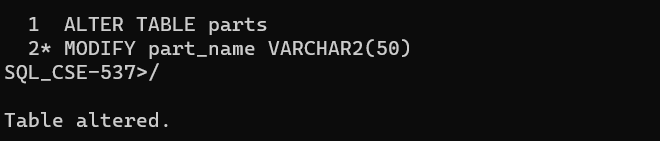 1  ALTER TABLE parts
2* MODIFY part_name VARCHAR2(50)
SQL_CSE-537>/
Table altered.